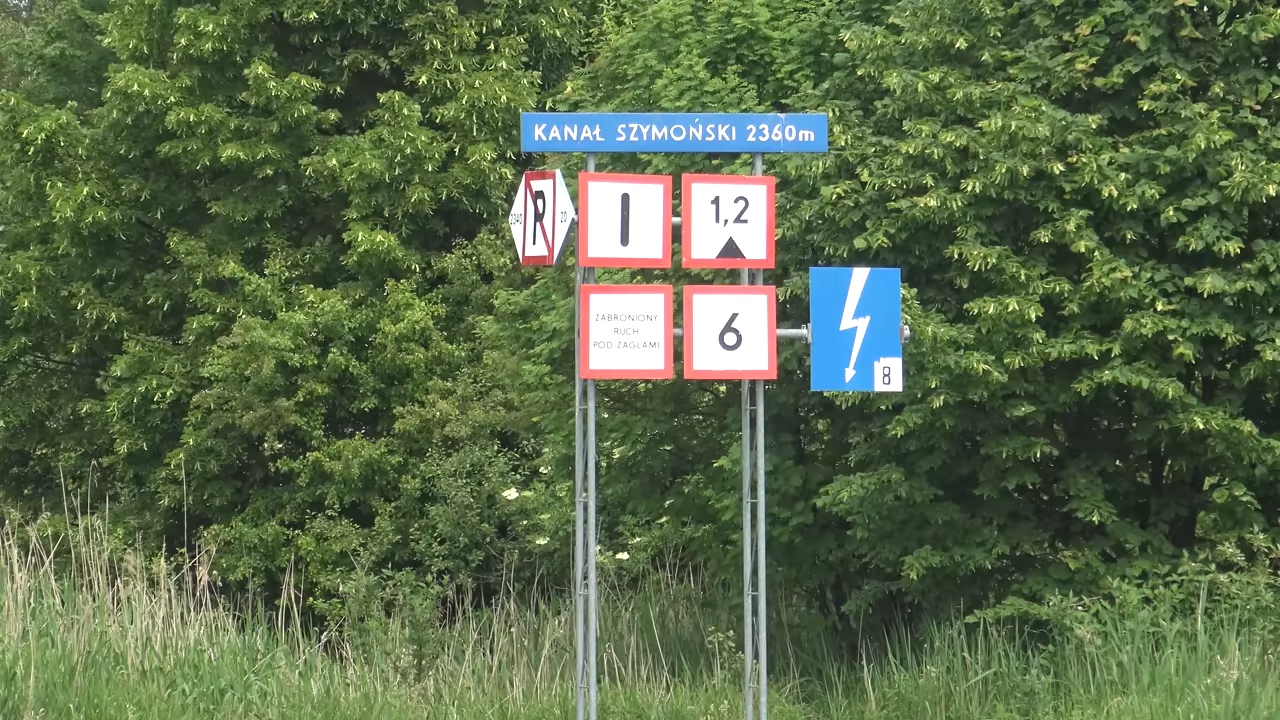 KANAŁ SZYMOŃSKI 2360m
2340 P 20
1,2
ZABRONIONY
RUCH
POD ŻAGLAMI
6
8